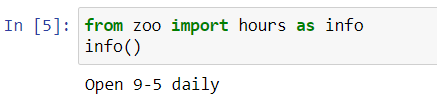 In [5]: from zoo import hours as info
info()
Open 9-5 daily